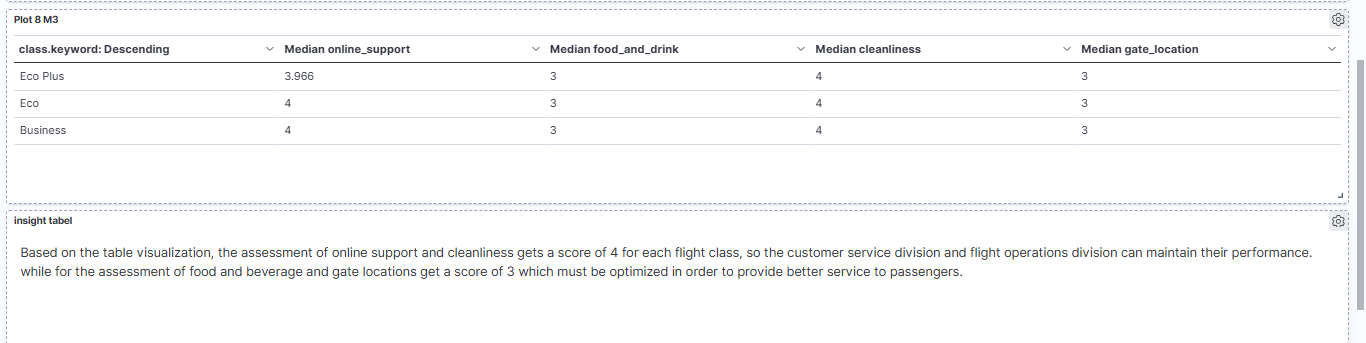 Plot 8 M3
class.keyword: Descending Median online_support Median food_and_drink Median cleanliness Median gate_location
Eco Plus 3.966 3 4 3
Eco 4 3 4 3
Business 4 3 4 3
insight tabel
Based on the table visualization, the assessment of online support and cleanliness gets a score of 4 for each flight class, so the customer service division and flight operations division can maintain their performance.
while for the assessment of food and beverage and gate locations get a score of 3 which must be optimized in order to provide better service to passengers.